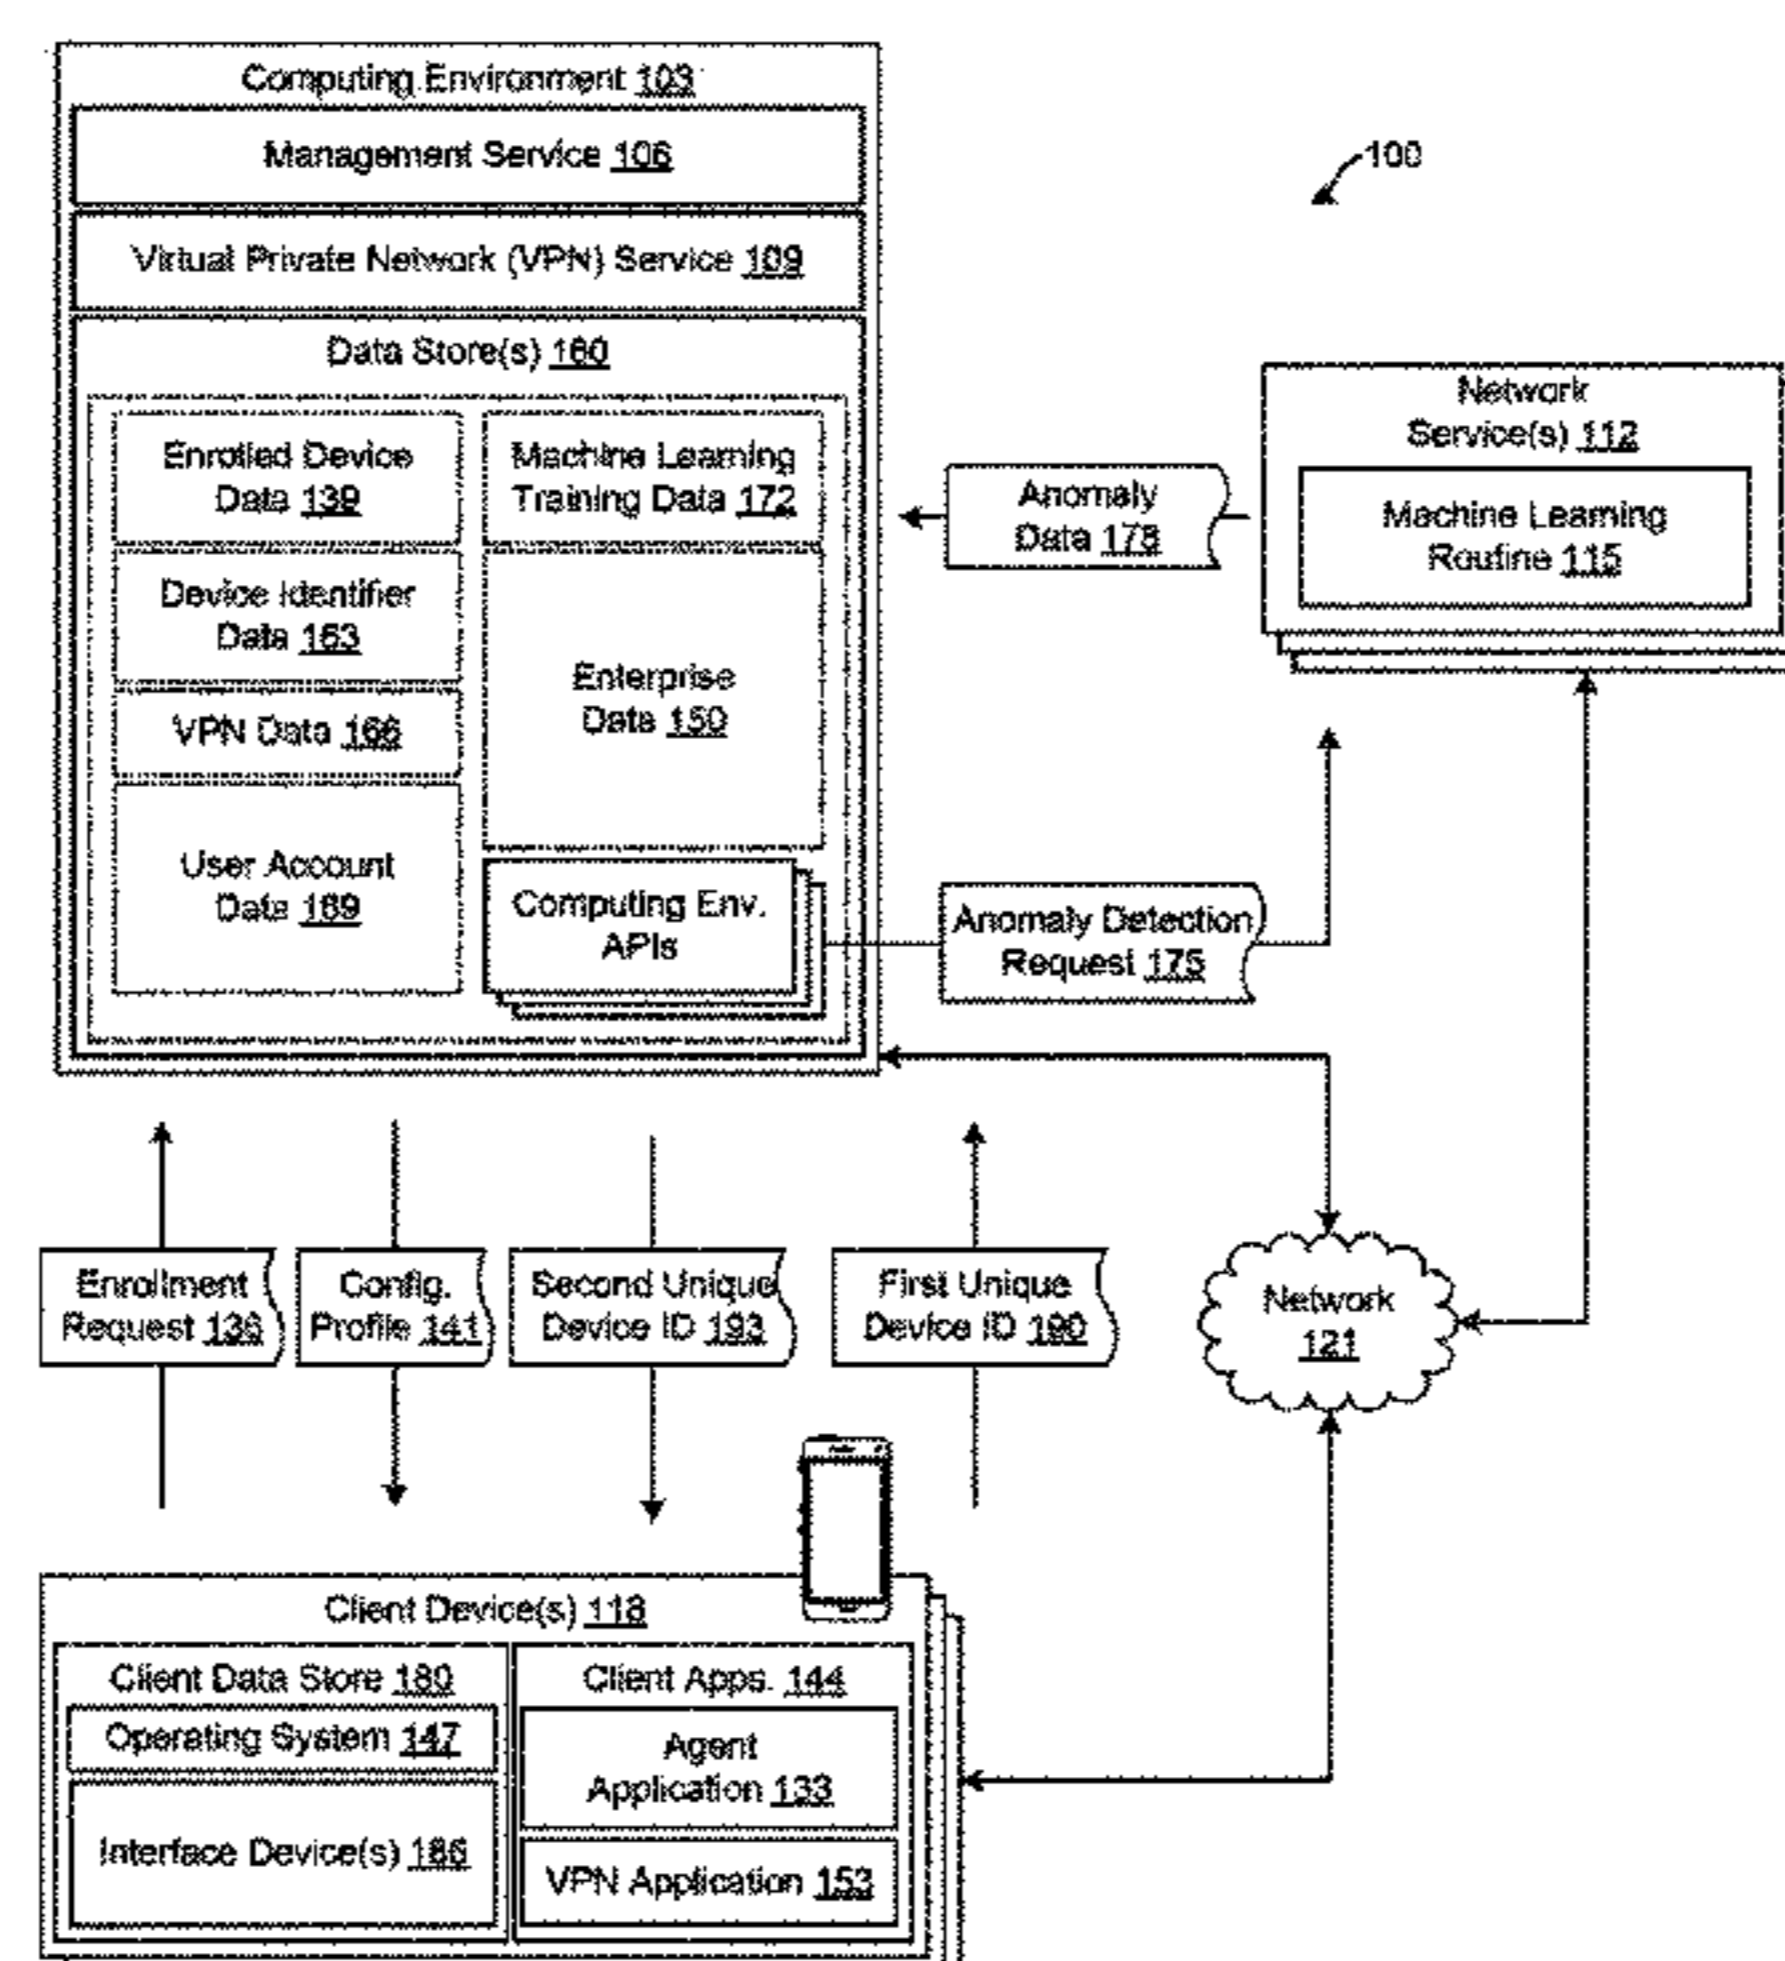 Computing Environment 103
Management Service 106
100
Virtual Private Network (VPN) Service 109
Data Store(s) 160
Network
Service(s) 112
Machine Learning
Routine 115
Enrolled Device
Data 139
Machine Learning
Training Data 172
Anomaly
Data 178
Device Identifier
Data 163
Enterprise
Data 150
VPN Data 166
User Account
Data 169
Computing Env.
APIs
Anomaly Detection
Request 175
Enrollment
Request 136
Config.
Profile 141
Second Unique
Device ID 193
First Unique
Device ID 190
Network
121
Client Device(s) 118
Client Data Store 180
Operating System 147
Interface Device(s) 186
Client Apps. 144
Agent
Application 133
VPN Application 153